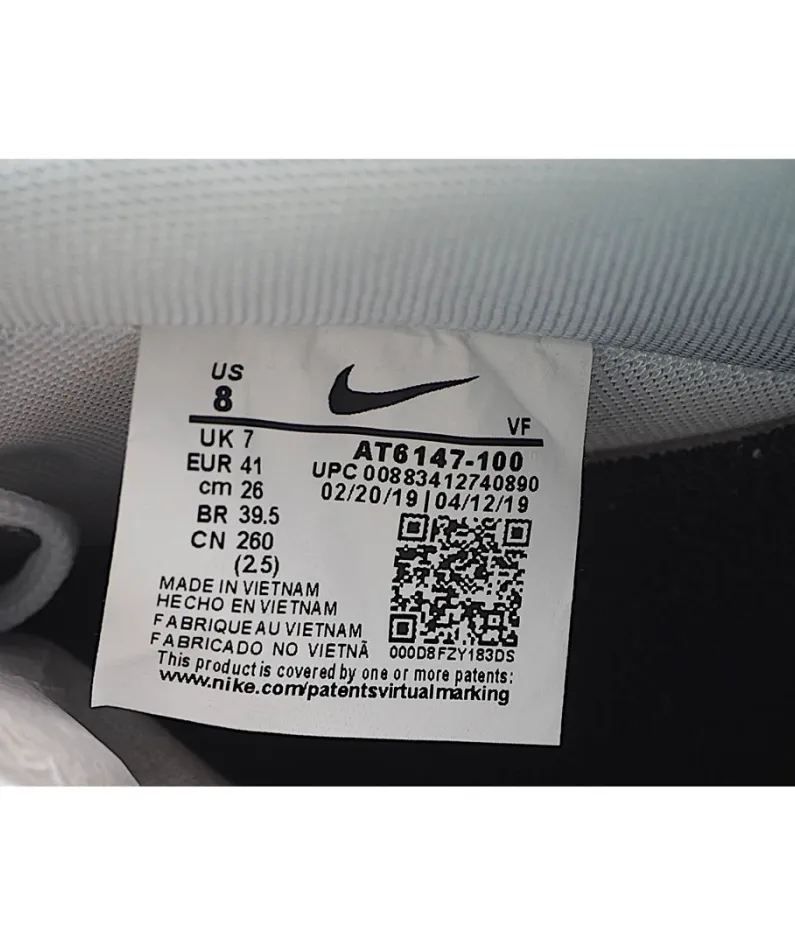 US
8
VF
UK 7
EUR 41
cm 26
BR 39.5
CN 260
(2.5)
AT6147-100
UPC 00883412740890
02/20/19 | 04/12/19
000D8FZY183DS
MADE IN VIETNAM
HECHO EN VIETNAM
FABRIQUE AU VIETNAM
FABRICADO NO VIETNÃ
This product is covered by one or more patents:
www.nike.com/patentsvirtualmarking